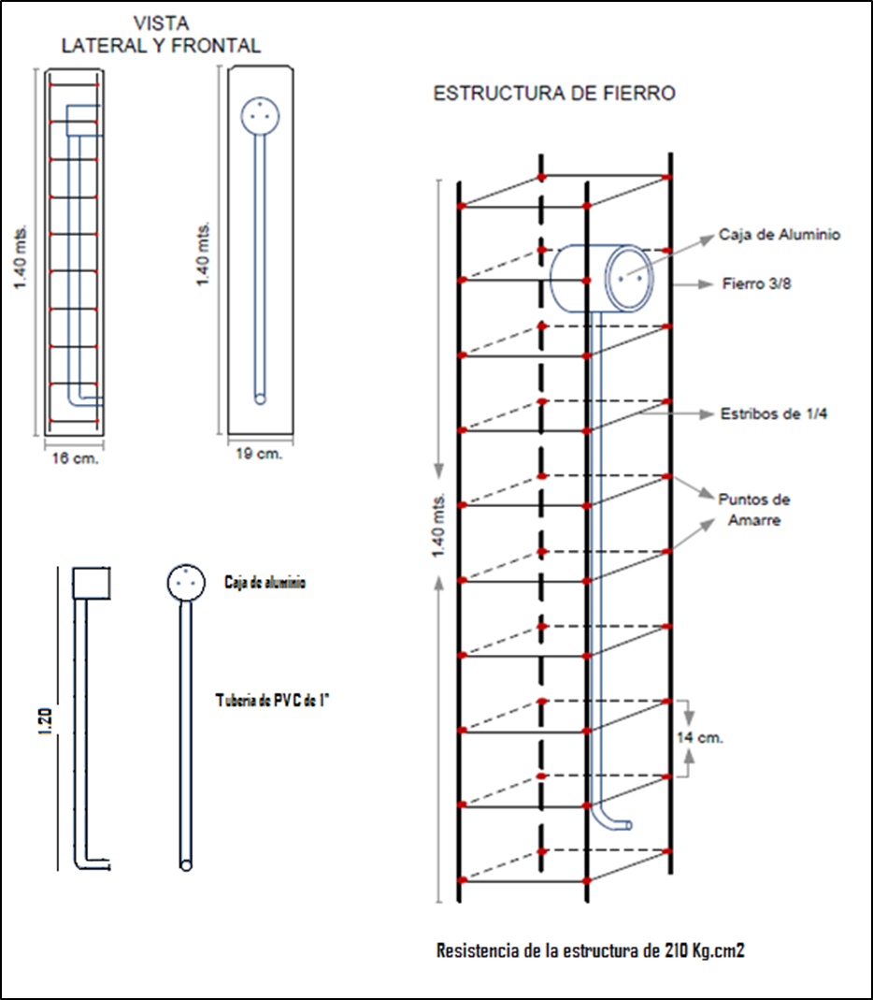 VISTA
LATERAL Y FRONTAL
1.40 mts.
16 cm.
1.40 mts.
19 cm.
ESTRUCTURA DE FIERRO
Caja de Aluminio
Fierro 3/8
Estribos de 1/4
Puntos de
Amarre
1.40 mts.
14 cm.
1.20
Caja de aluminio
Tuberia de PVC de 1"
Resistencia de la estructura de 210 Kg.cm2